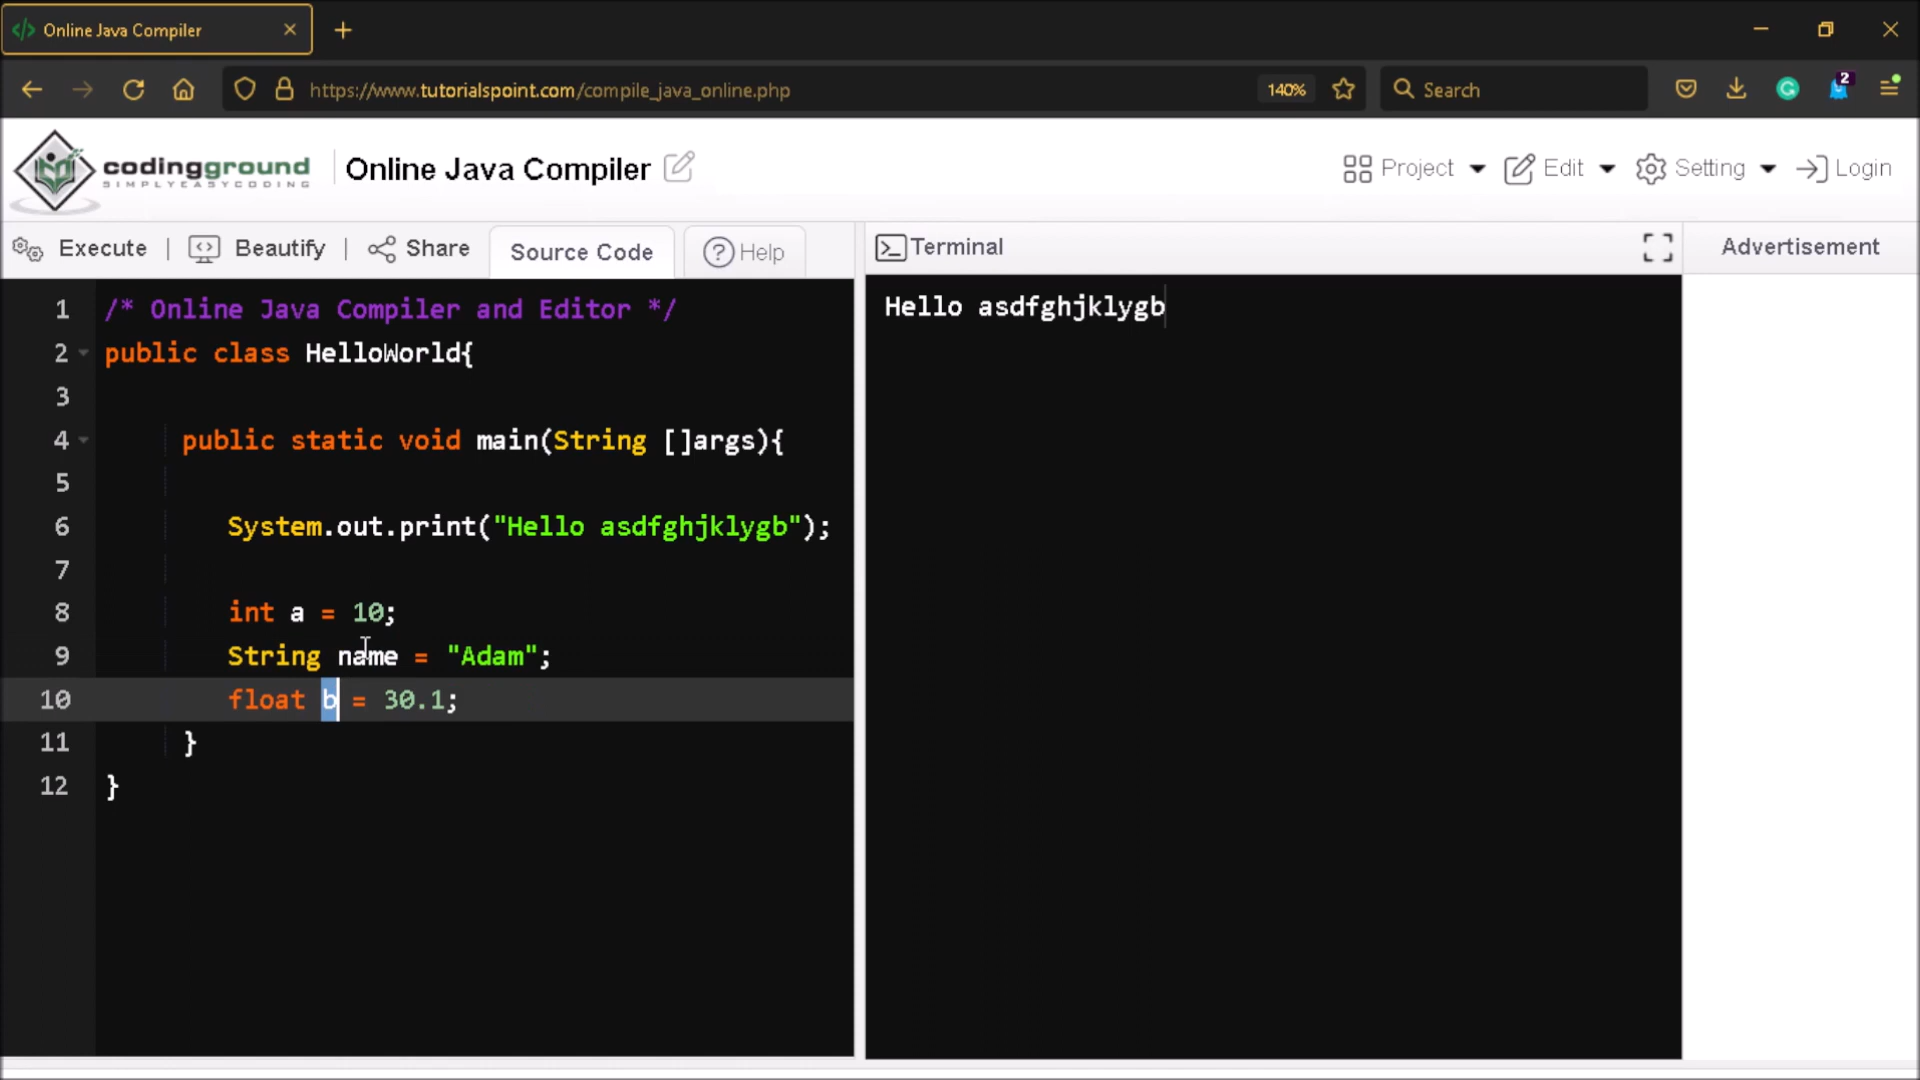 Online Java Compiler
https://www.tutorialspoint.com/compile_java_online.php
140%
Search
2
codingground
SIMPLYEASYCODING
Online Java Compiler
Project
Edit
Setting
Login
Execute | Beautify | Share
Source Code
Help
Terminal
Advertisement
1 /* Online Java Compiler and Editor */
2 public class HelloWorld{
3
4 public static void main(String []args){
5
6 System.out.print("Hello asdfghjklygb");
7
8 int a = 10;
9 String name = "Adam";
10 float b = 30.1;
11 }
12 }
Hello asdfghjklygb